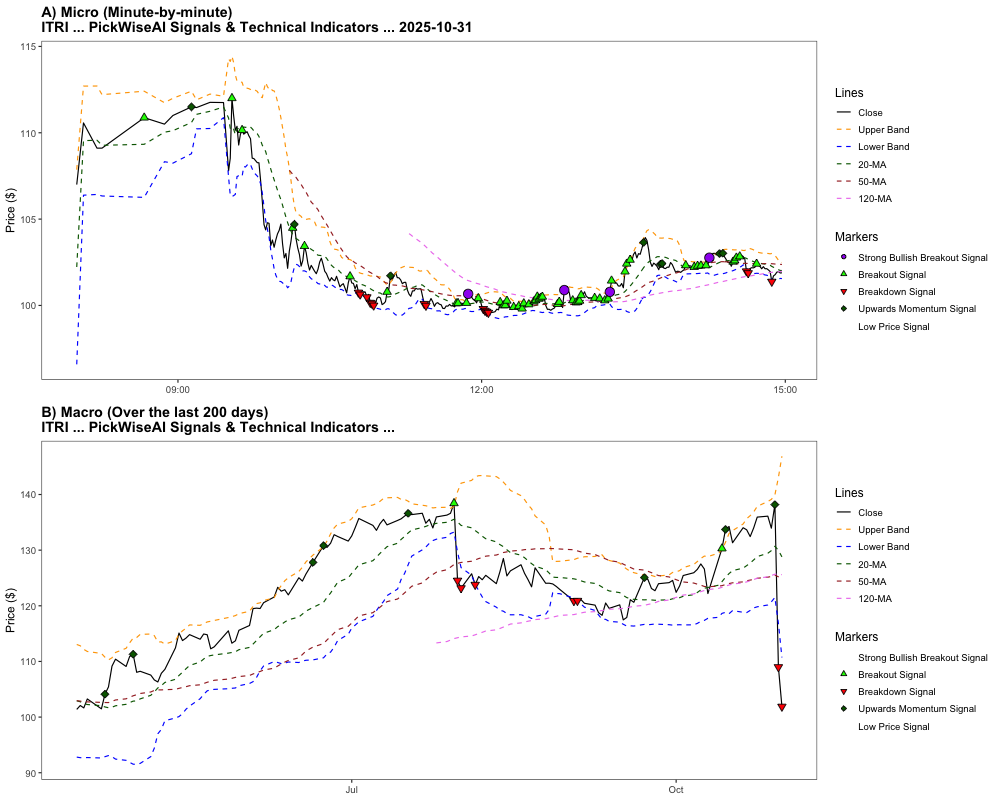 A) Micro (Minute-by-minute)
ITRI ... PickWiseAI Signals & Technical Indicators ... 2025-10-31
115
110
105
100
Price ($)
09:00
12:00
15:00
Lines
Close
Upper Band
Lower Band
20-MA
50-MA
120-MA
Markers
Strong Bullish Breakout Signal
Breakout Signal
Breakdown Signal
Upwards Momentum Signal
Low Price Signal
B) Macro (Over the last 200 days)
ITRI ... PickWiseAI Signals & Technical Indicators ...
140
130
120
110
100
90
Price ($)
Jul
Oct
Lines
Close
Upper Band
Lower Band
20-MA
50-MA
120-MA
Markers
Strong Bullish Breakout Signal
Breakout Signal
Breakdown Signal
Upwards Momentum Signal
Low Price Signal